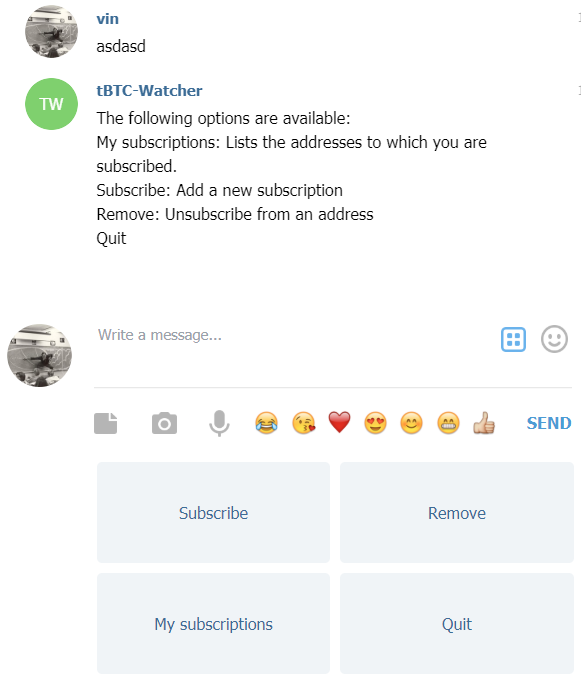 vin
asdasd
TW
tBTC-Watcher
The following options are available:
My subscriptions: Lists the addresses to which you are
subscribed.
Subscribe: Add a new subscription
Remove: Unsubscribe from an address
Quit
Write a message...
SEND
Subscribe
Remove
My subscriptions
Quit